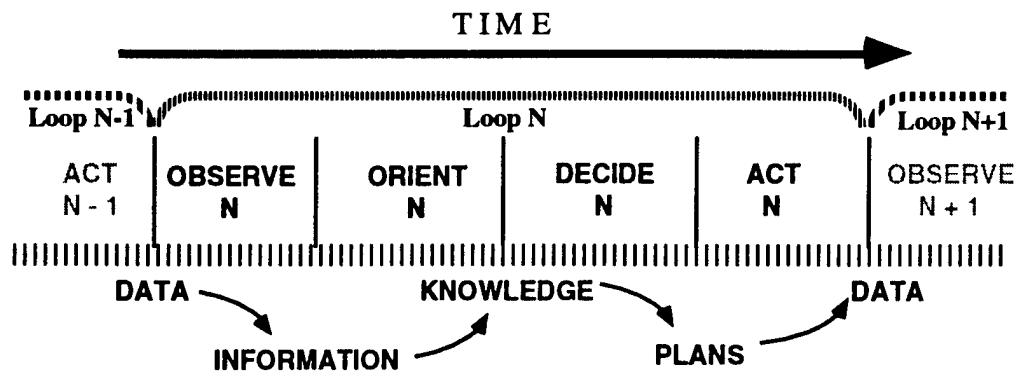 TIME
Loop N-1 Loop N Loop N+1
ACT OBSERVE ORIENT DECIDE ACT OBSERVE
N - 1 N N N N N + 1
DATA KNOWLEDGE DATA
INFORMATION PLANS